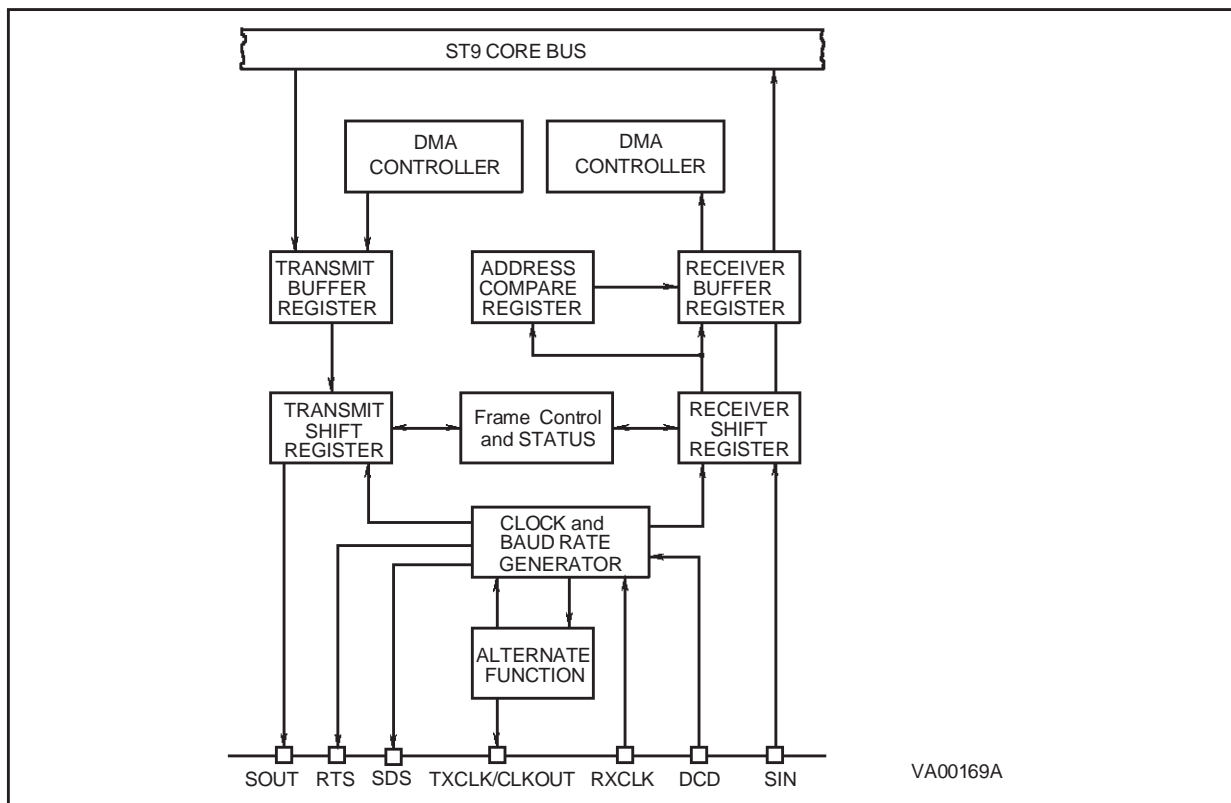 ST9 CORE BUS
DMA
CONTROLLER
DMA
CONTROLLER
TRANSMIT
BUFFER
REGISTER
ADDRESS
COMPARE
REGISTER
RECEIVER
BUFFER
REGISTER
TRANSMIT
SHIFT
REGISTER
Frame Control
and STATUS
RECEIVER
SHIFT
REGISTER
CLOCK and
BAUD RATE
GENERATOR
ALTERNATE
FUNCTION
SOUT RTS SDS TXCLK/CLKOUT RXCLK DCD SIN
VA00169A